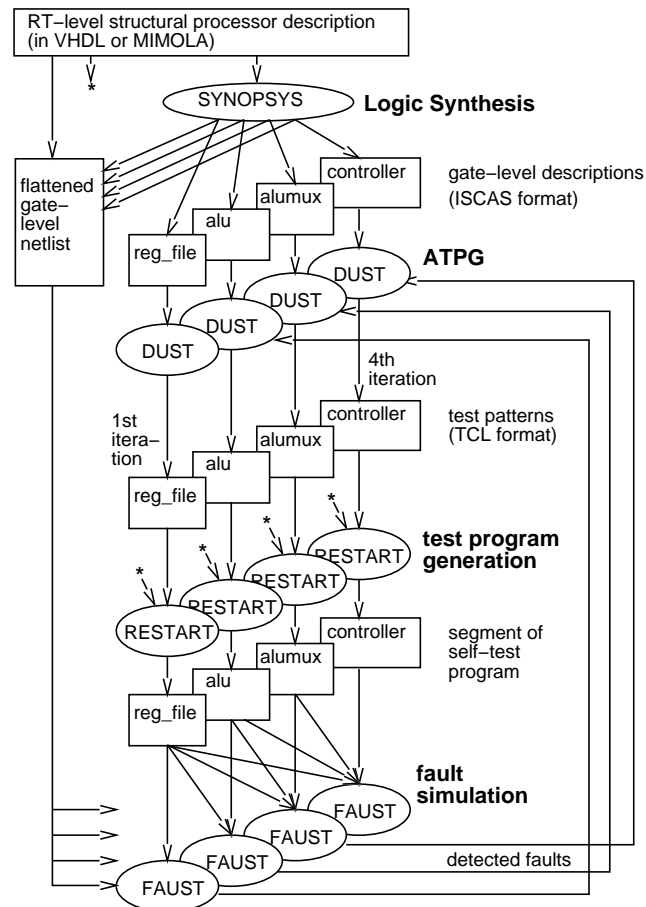 RT−level structural processor description
(in VHDL or MIMOLA)
*
SYNOPSYS
Logic Synthesis
flattened
gate−
level
netlist
controller
gate−level descriptions
(ISCAS format)
alumux
alu
reg_file
ATPG
DUST
DUST
DUST
DUST
4th
iteration
1st
itera−
tion
controller
test patterns
(TCL format)
alumux
alu
reg_file
*
*
*
*
test program
generation
RESTART
RESTART
RESTART
RESTART
controller
segment of
self−test
program
alumux
alu
reg_file
fault
simulation
FAUST
FAUST
FAUST
FAUST
detected faults